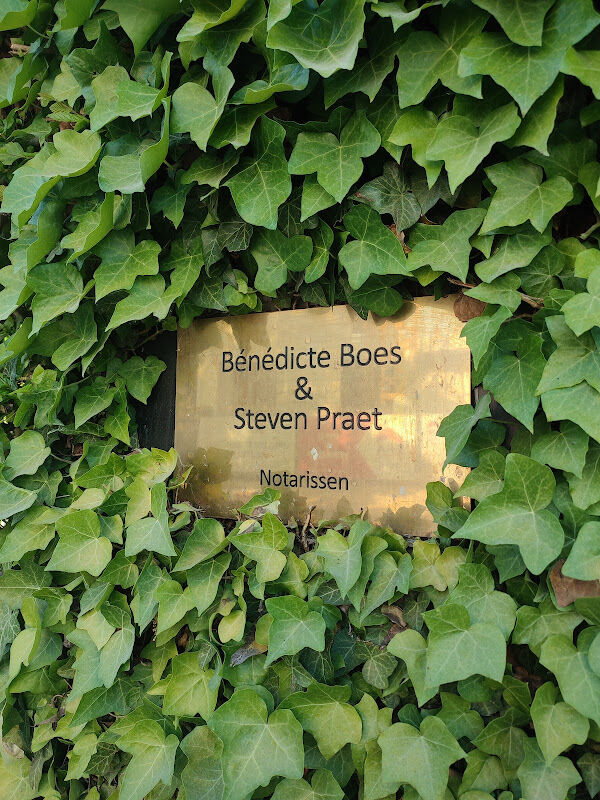 Bénédicte Boes
&
Steven Praet
Notarissen